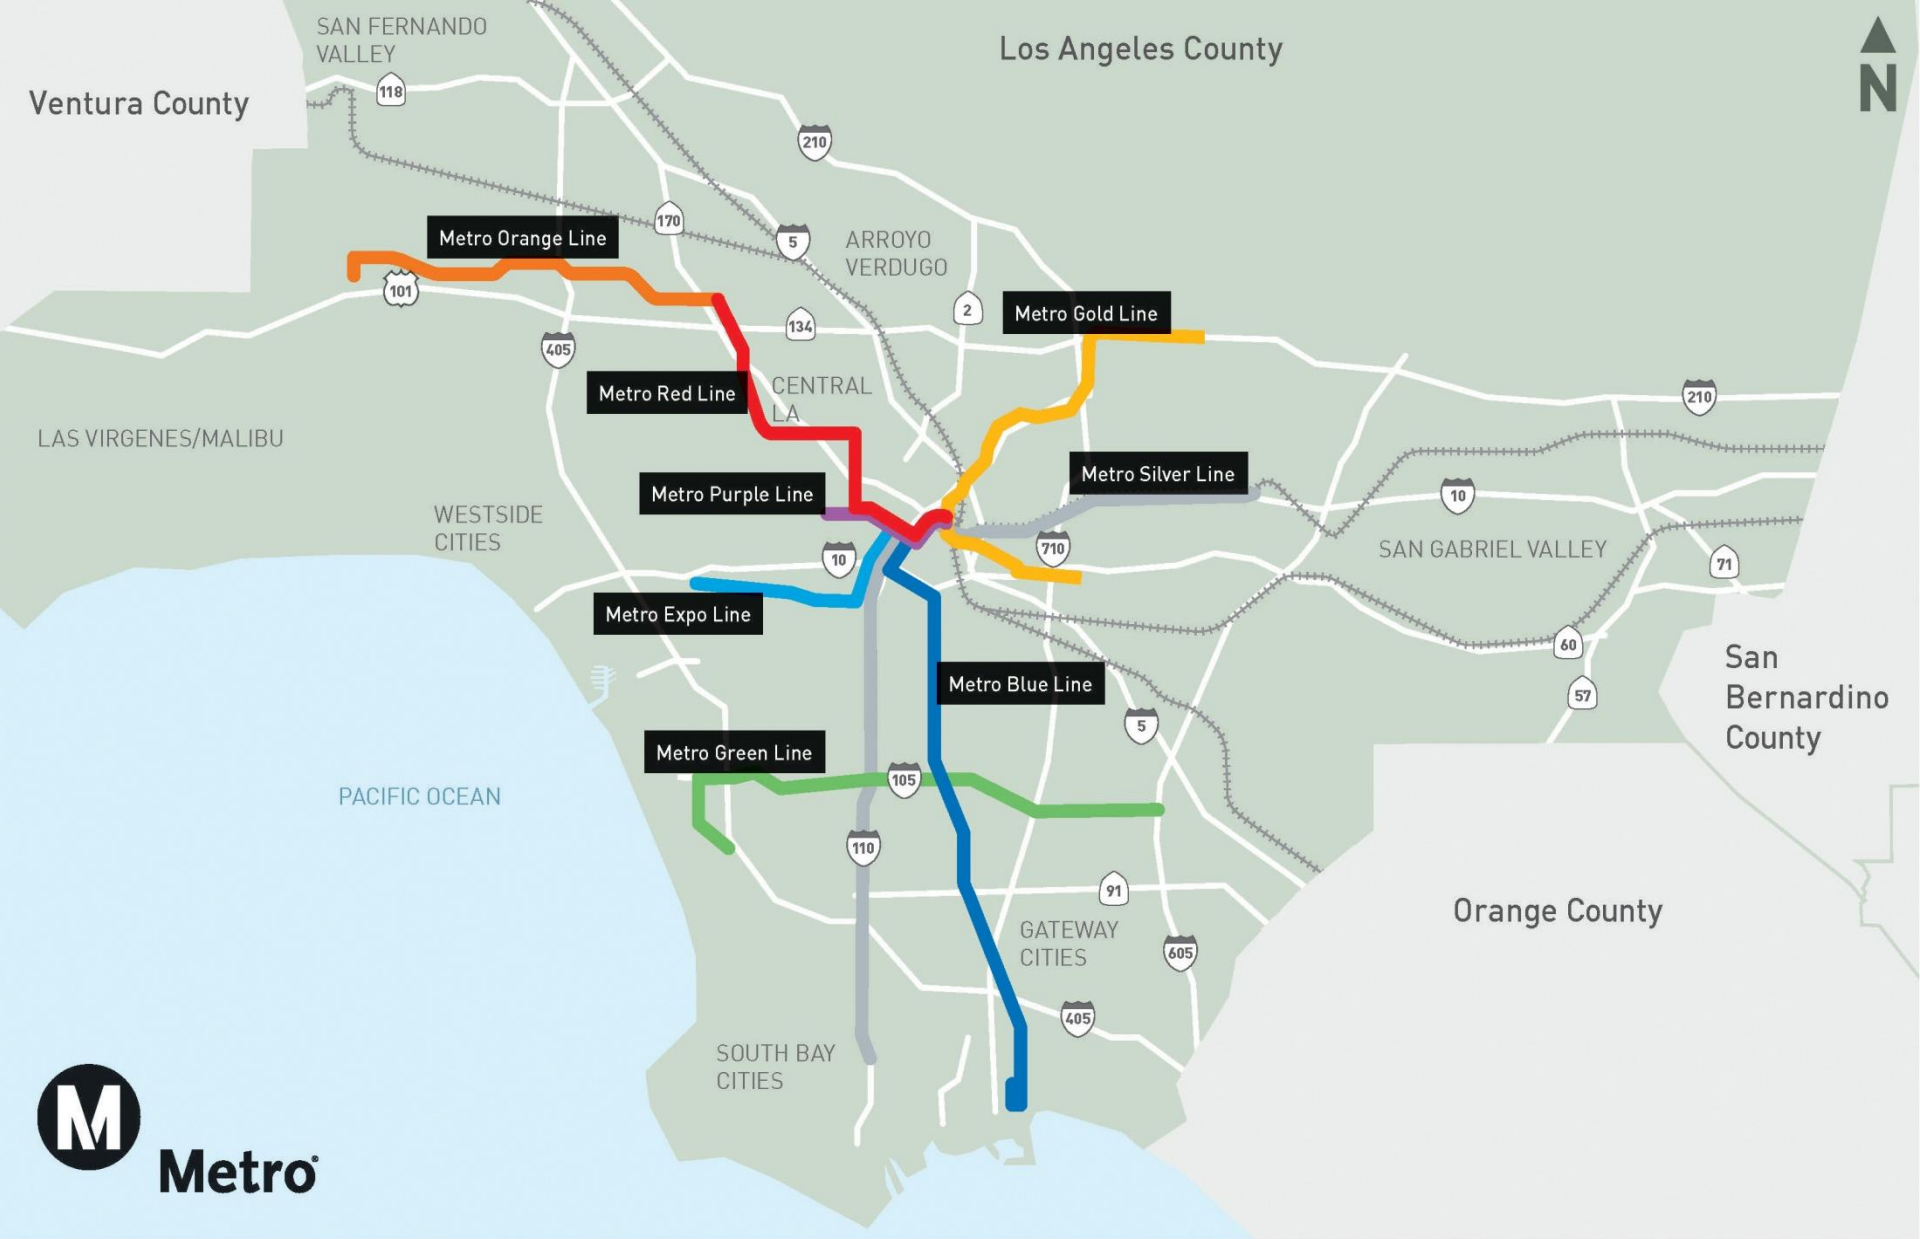 SAN FERNANDO
VALLEY
Los Angeles County
N
Ventura County
118
210
170
5
ARROYO
VERDUGO
Metro Orange Line
101
2
Metro Gold Line
134
405
CENTRAL
LA
Metro Red Line
210
LAS VIRGENES/MALIBU
Metro Silver Line
Metro Purple Line
10
WESTSIDE
CITIES
10
710
SAN GABRIEL VALLEY
71
Metro Expo Line
60
San
Bernardino
County
57
Metro Blue Line
5
Metro Green Line
105
PACIFIC OCEAN
110
91
Orange County
GATEWAY
CITIES
605
405
SOUTH BAY
CITIES
M
Metro